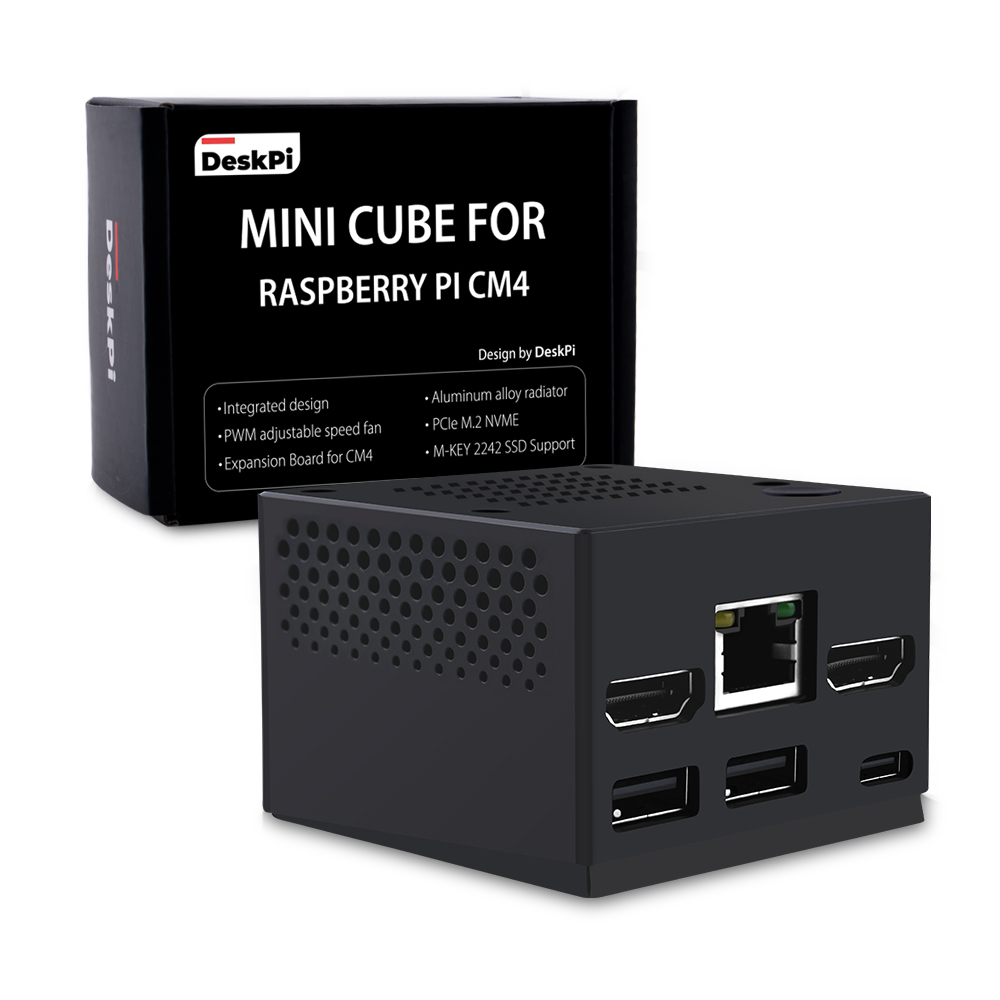 DeskPi
MINI CUBE FOR
RASPBERRY PI CM4
Design by DeskPi
•Integrated design
•PWM adjustable speed fan
•Expansion Board for CM4
•Aluminum alloy radiator
•PCIe M.2 NVME
•M-KEY 2242 SSD Support
DeskPi